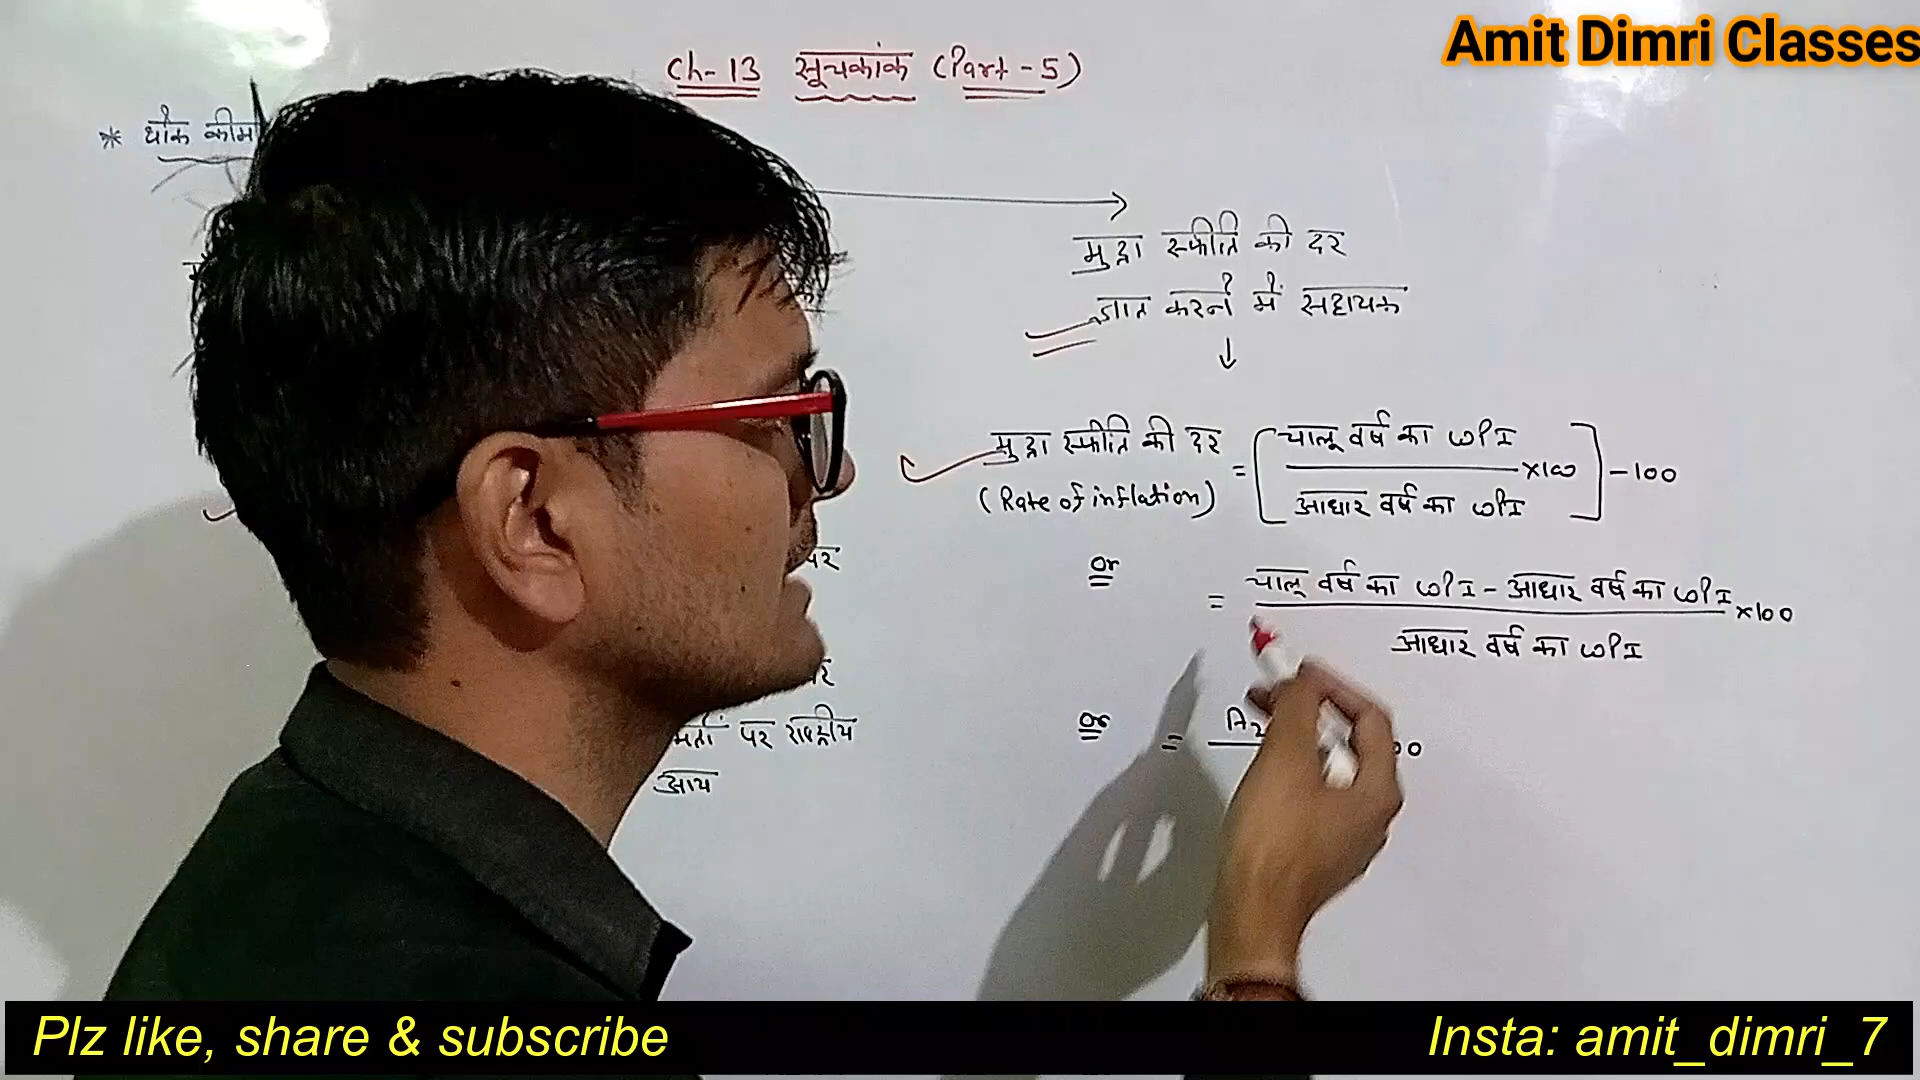 Amit Dimri Classes
Ch-13 सूचकांक (Part-5)
* थोक कीम
मुद्रा स्फीति की दर
ज्ञात करने में सहायक
↓
मुद्रा स्फीति की दर = [चालू वर्ष का WPI / आधार वर्ष का WPI ×100] -100
(Rate of inflation)
पर
or = चालू वर्ष का WPI - आधार वर्ष का WPI ×100
आधार वर्ष का WPI
पर राष्ट्रीय
or = A₂
आय
Plz like, share & subscribe
Insta: amit_dimri_7